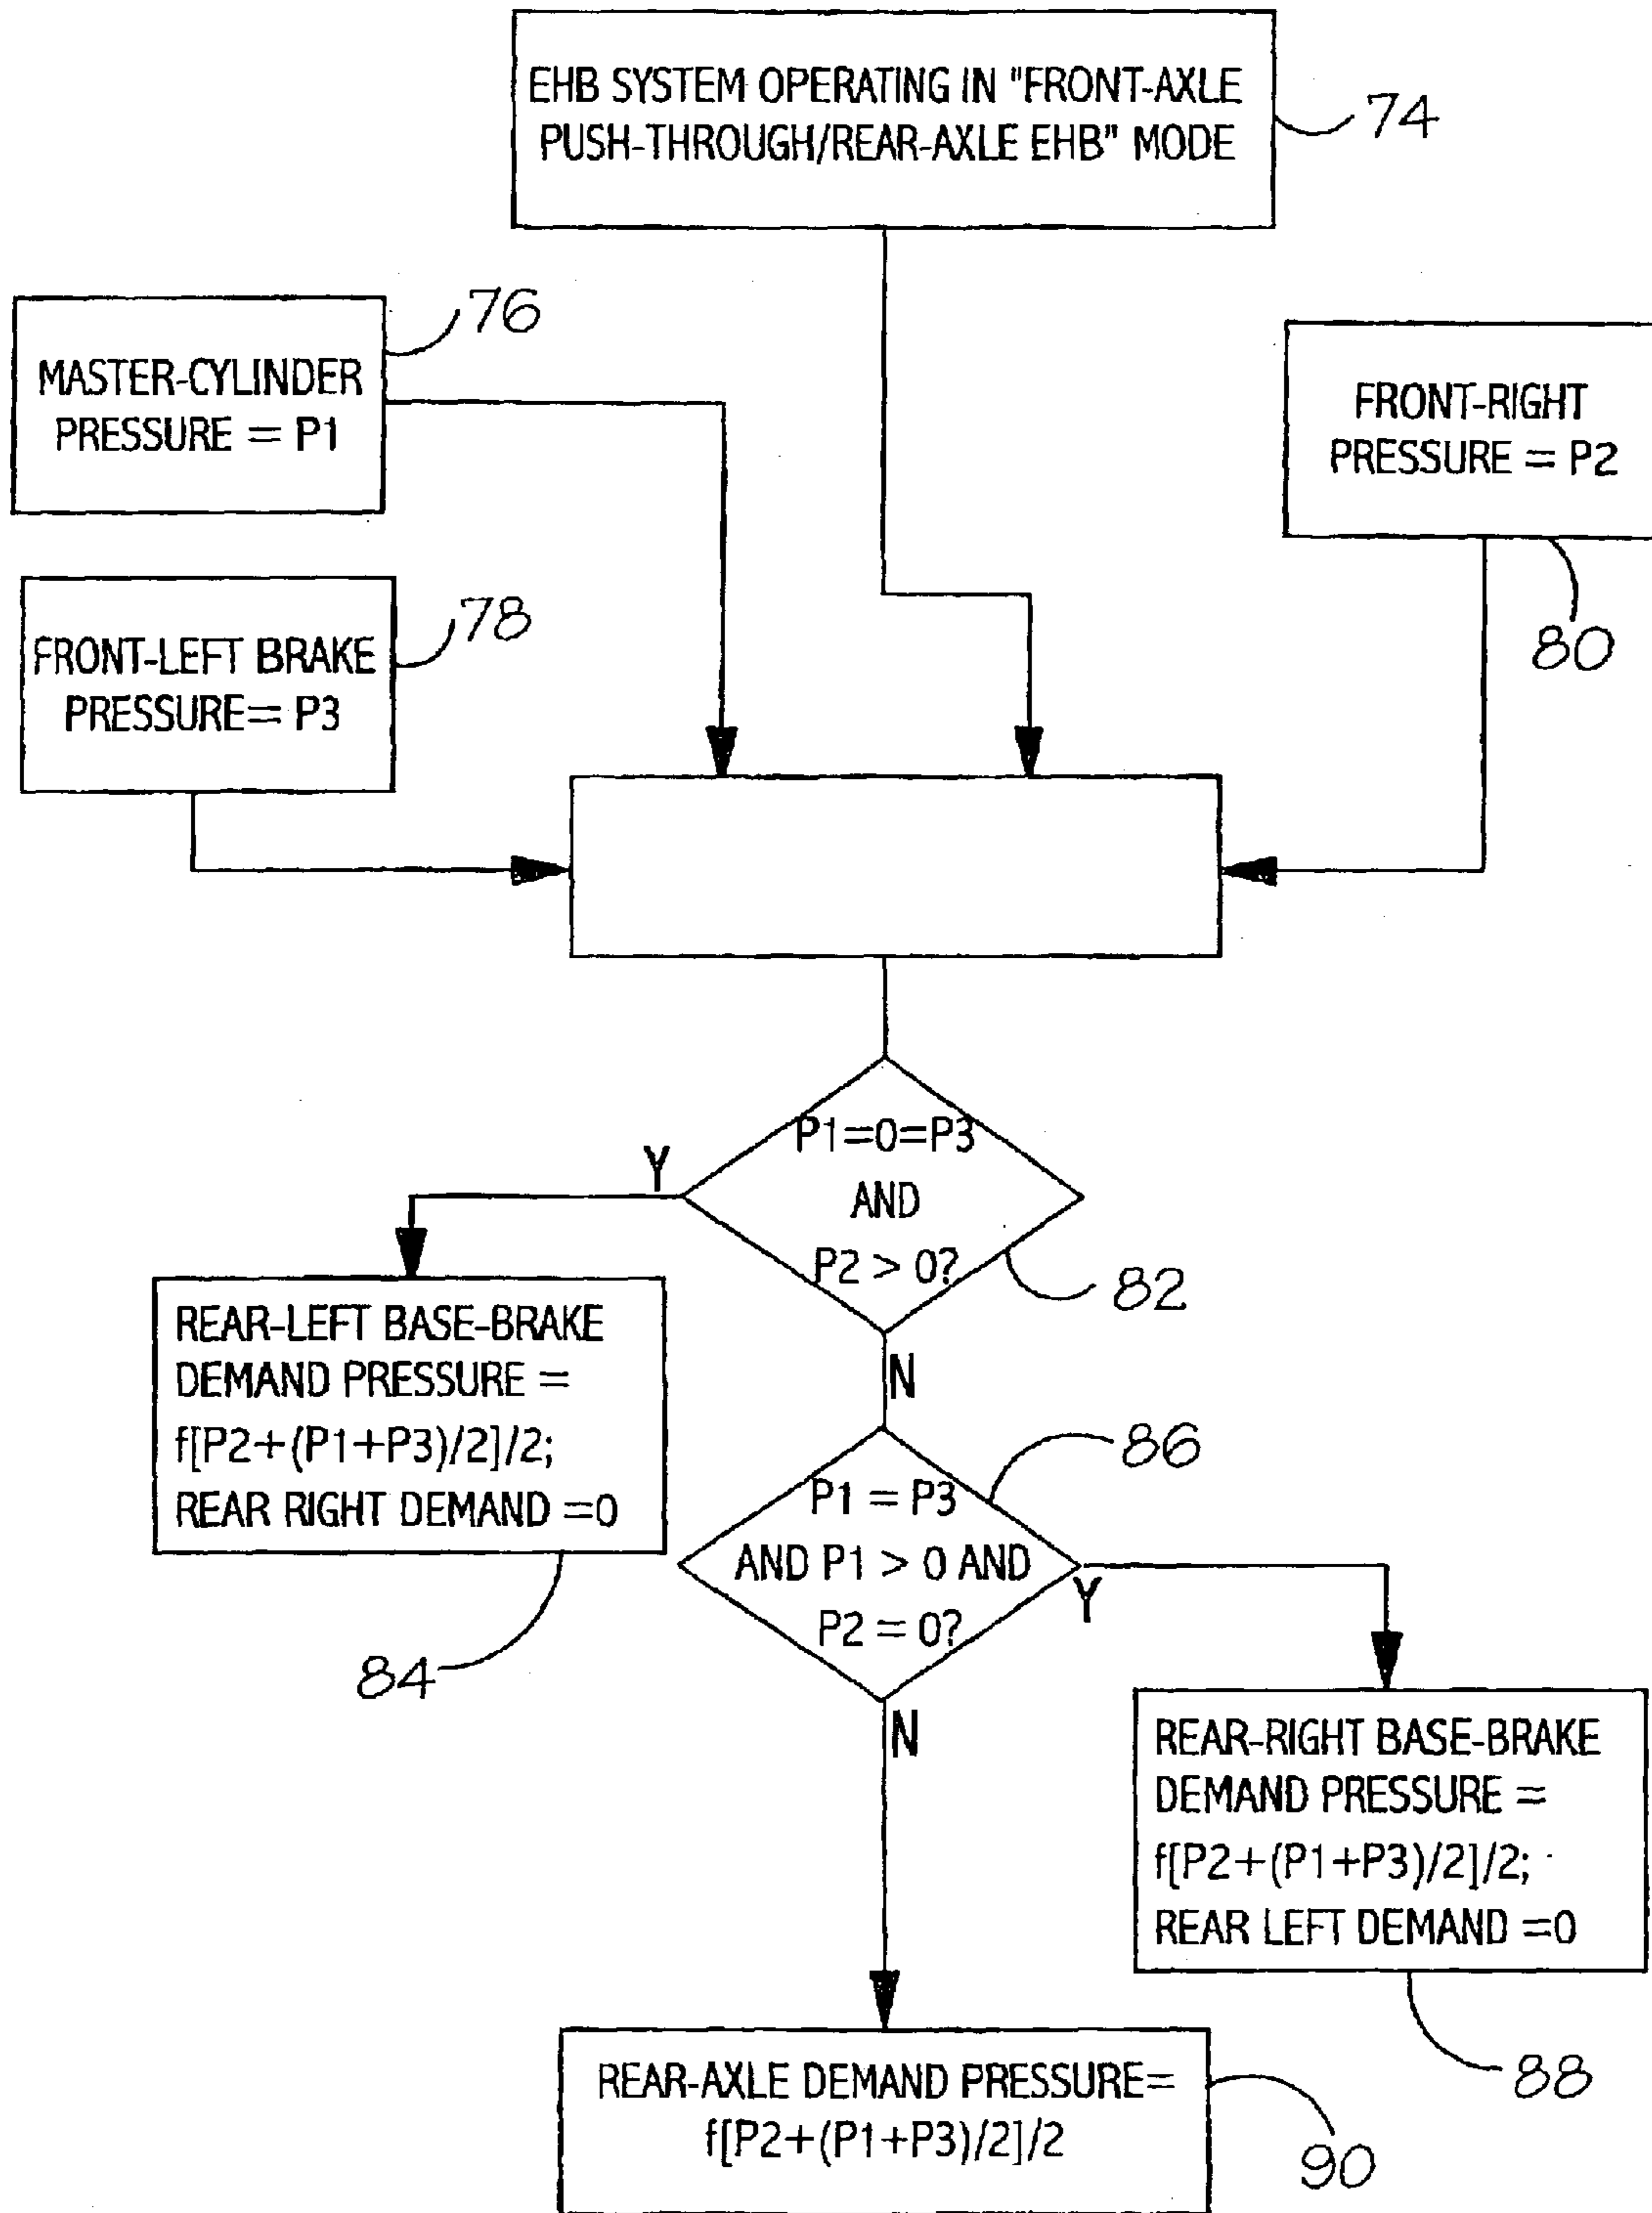 EHB SYSTEM OPERATING IN "FRONT-AXLE
PUSH-THROUGH/REAR-AXLE EHB" MODE
74
76
MASTER-CYLINDER
PRESSURE = P1
FRONT-RIGHT
PRESSURE = P2
80
78
FRONT-LEFT BRAKE
PRESSURE= P3
P1=0=P3
AND
P2 > 0?
82
Y
N
REAR-LEFT BASE-BRAKE
DEMAND PRESSURE =
f[P2+(P1+P3)/2]/2;
REAR RIGHT DEMAND =0
84
86
P1 = P3
AND P1 > 0 AND
P2 = 0?
Y
N
REAR-RIGHT BASE-BRAKE
DEMAND PRESSURE =
f[P2+(P1+P3)/2]/2;
REAR LEFT DEMAND =0
88
REAR-AXLE DEMAND PRESSURE=
f[P2+(P1+P3)/2]/2
90